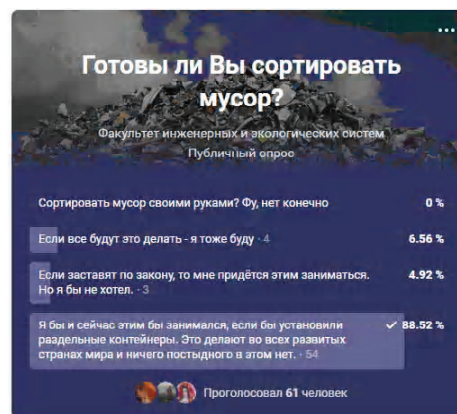 Готовы ли Вы сортировать
мусор?
Факультет инженерных и экологических систем
Публичный опрос
Сортировать мусор своими руками? Фу, нет конечно 0 %
Если все будут это делать - я тоже буду · 4 6.56 %
Если заставят по закону, то мне придётся этим заниматься. 4.92 %
Но я бы не хотел. · 3
Я бы и сейчас этим бы занимался, если бы установили 88.52 %
раздельные контейнеры. Это делают во всех развитых
странах мира и ничего постыдного в этом нет. · 54
Проголосовал 61 человек